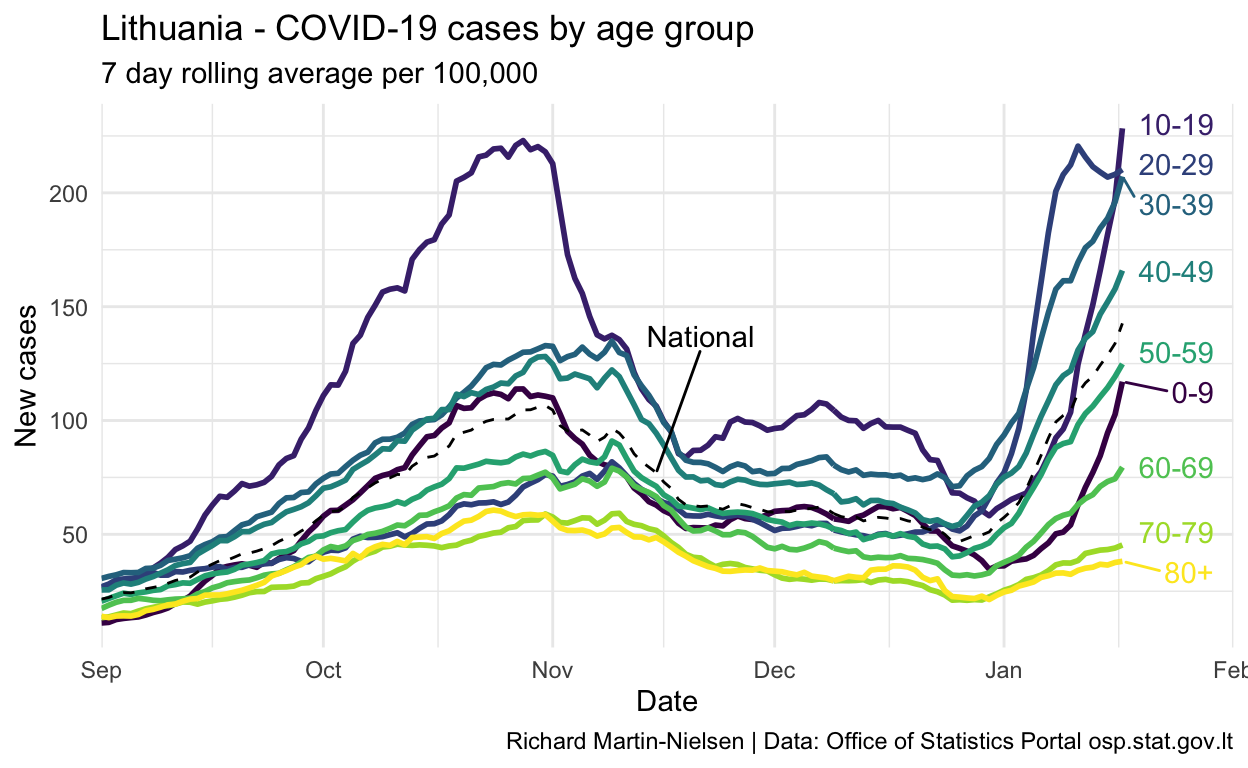 Lithuania - COVID-19 cases by age group
7 day rolling average per 100,000
New cases
200
150
100
50
10-19
20-29
30-39
40-49
National
50-59
0-9
60-69
70-79
80+
Sep
Oct
Nov
Dec
Jan
Feb
Date
Richard Martin-Nielsen | Data: Office of Statistics Portal osp.stat.gov.lt